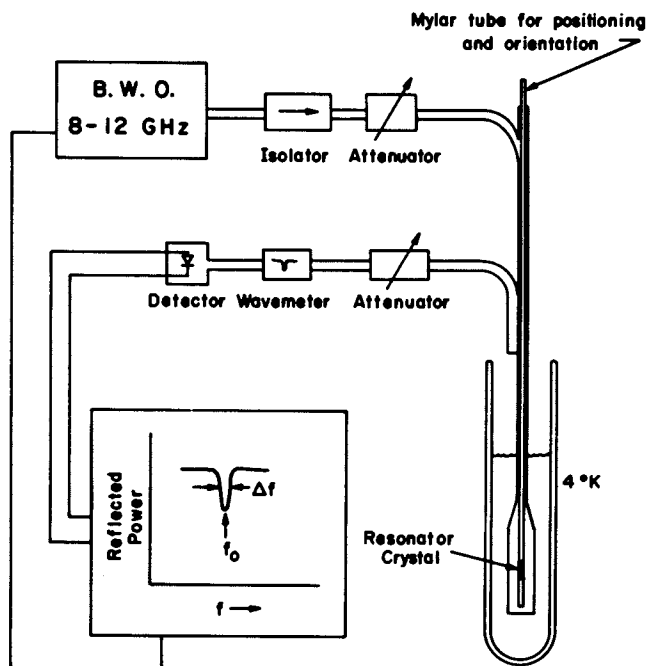 Mylar tube for positioning
and orientation
B. W. O.
8-12 GHz
Isolator
Attenuator
Detector
Wavemeter
Attenuator
Reflected
Power
Δf
fo
f
4°K
Resonator
Crystal